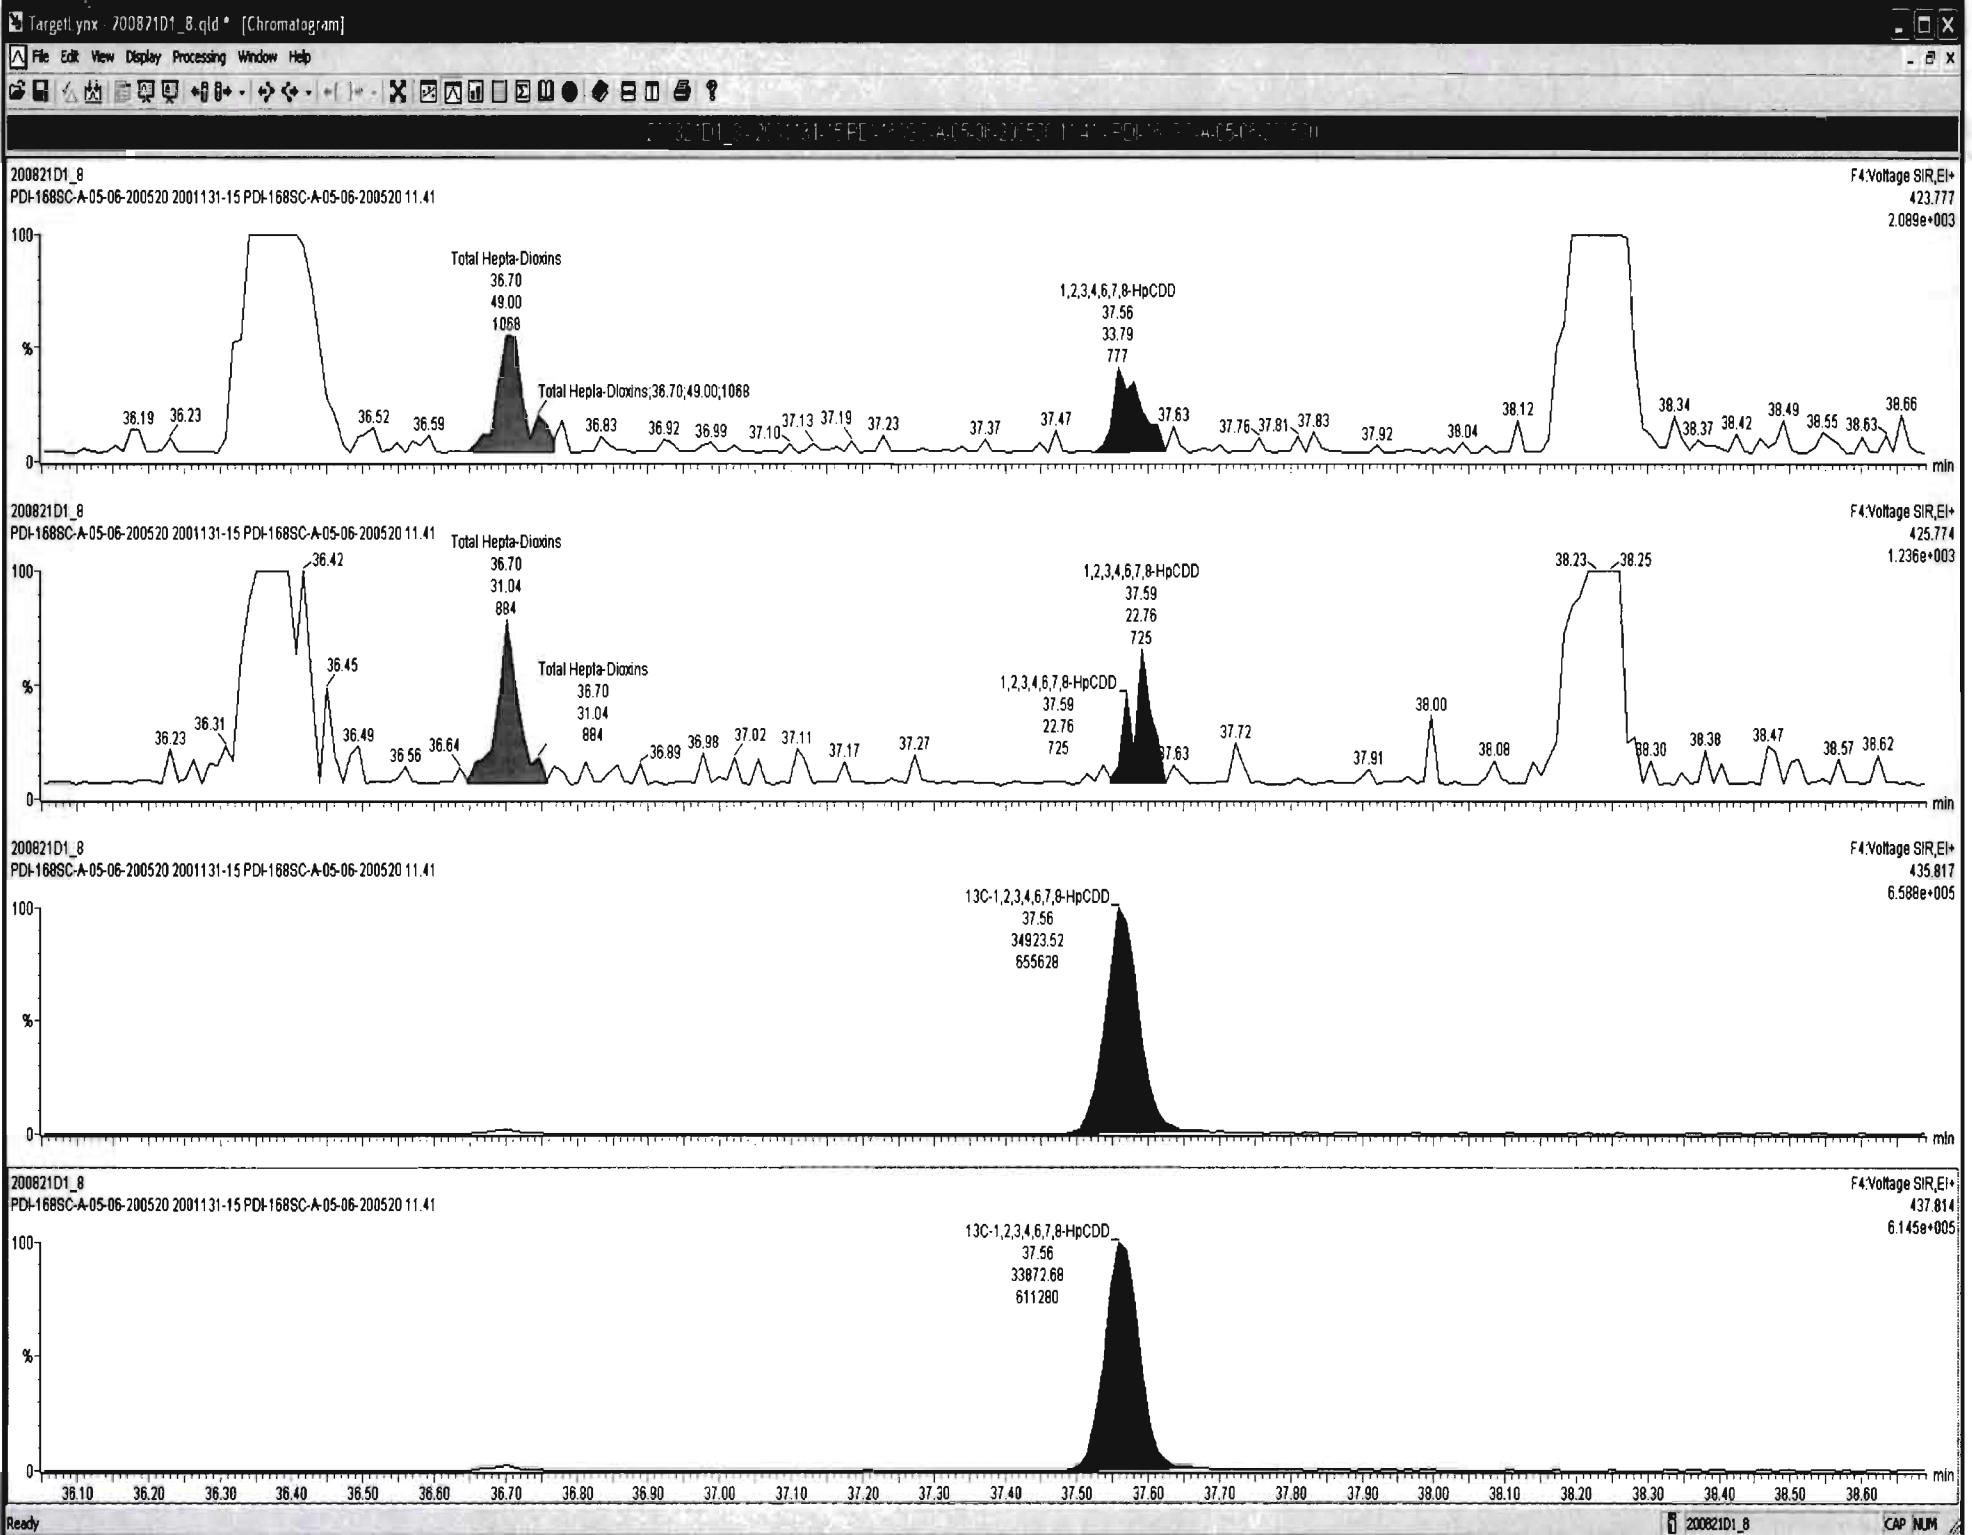 TargetLynx - 200821D1_8.qld * [Chromatogram]
File Edit View Display Processing Window Help
200821D1_8
PDI-168SC-A-05-06-200520 2001131-15 PDI-168SC-A-05-06-200520 11.41
F4:Voltage SIR,EI+
423.777
2.089e+003
100
%
0
Total Hepta-Dioxins
36.70
49.00
1068
Total Hepta-Dioxins;36.70;49.00;1068
1,2,3,4,6,7,8-HpCDD
37.56
33.79
777
36.19 36.23 36.52 36.59 36.83 36.92 36.99 37.10 37.13 37.19 37.23 37.37 37.47 37.63 37.76 37.81 37.83 37.92 38.04 38.12 38.34 38.37 38.42 38.49 38.55 38.63 38.66
min
200821D1_8
PDI-168SC-A-05-06-200520 2001131-15 PDI-168SC-A-05-06-200520 11.41
F4:Voltage SIR,EI+
425.774
1.236e+003
100
%
0
Total Hepta-Dioxins
36.70
31.04
884
Total Hepta-Dioxins
36.70
31.04
884
1,2,3,4,6,7,8-HpCDD
37.59
22.76
725
1,2,3,4,6,7,8-HpCDD
37.59
22.76
725
36.23 36.31 36.42 36.45 36.49 36.56 36.64 36.89 36.98 37.02 37.11 37.17 37.27 37.63 37.72 37.91 38.00 38.08 38.23 38.25 38.30 38.38 38.47 38.57 38.62
min
200821D1_8
PDI-168SC-A-05-06-200520 2001131-15 PDI-168SC-A-05-06-200520 11.41
F4:Voltage SIR,EI+
435.817
6.588e+005
100
%
0
13C-1,2,3,4,6,7,8-HpCDD
37.56
34923.52
655628
min
200821D1_8
PDI-168SC-A-05-06-200520 2001131-15 PDI-168SC-A-05-06-200520 11.41
F4:Voltage SIR,EI+
437.814
6.145e+005
100
%
0
13C-1,2,3,4,6,7,8-HpCDD
37.56
33872.68
611280
min
36.10 36.20 36.30 36.40 36.50 36.60 36.70 36.80 36.90 37.00 37.10 37.20 37.30 37.40 37.50 37.60 37.70 37.80 37.90 38.00 38.10 38.20 38.30 38.40 38.50 38.60
Ready
200821D1_8
CAP NUM